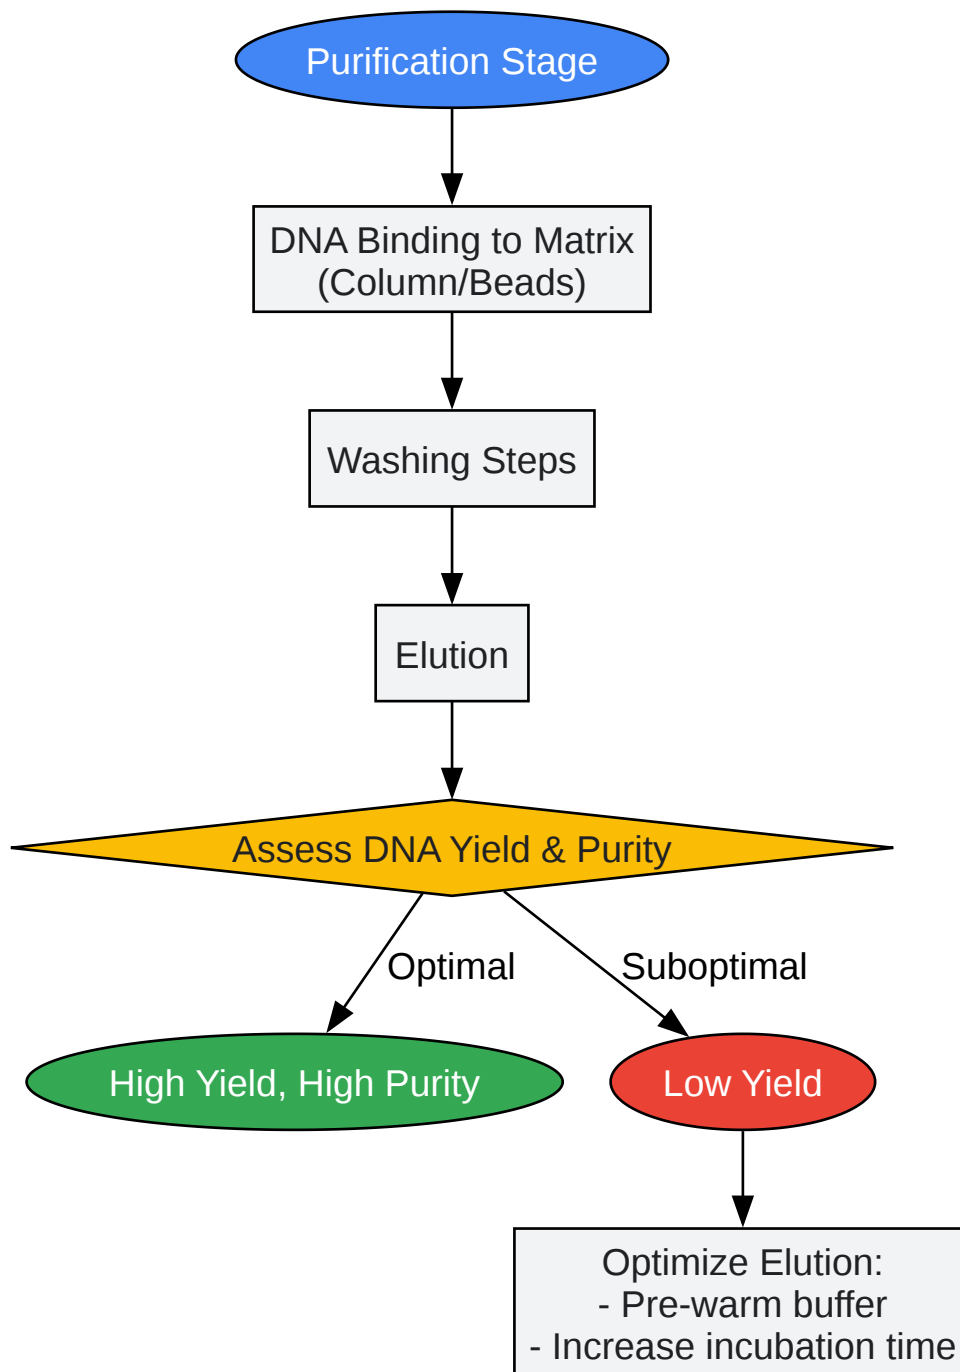 Purification Stage
DNA Binding to Matrix
(Column/Beads)
Washing Steps
Elution
Assess DNA Yield & Purity
Optimal
Suboptimal
High Yield, High Purity
Low Yield
Optimize Elution:
- Pre-warm buffer
- Increase incubation time